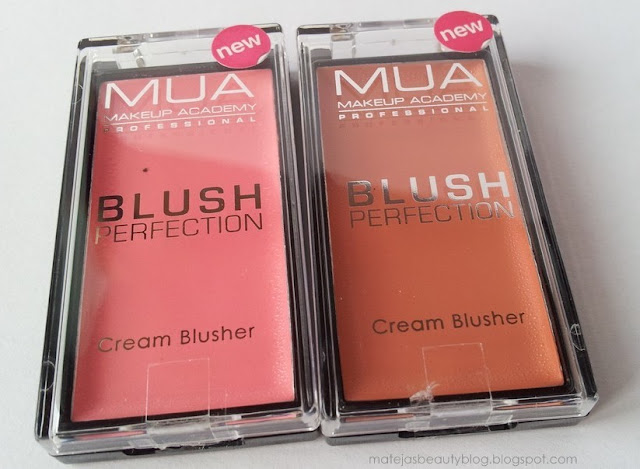 new
MUA
MAKEUP ACADEMY
PROFESSIONAL
BLUSH
PERFECTION
Cream Blusher
new
MUA
MAKEUP ACADEMY
PROFESSIONAL
BLUSH
PERFECTION
Cream Blusher
matejasbeautyblog.blogspot.com